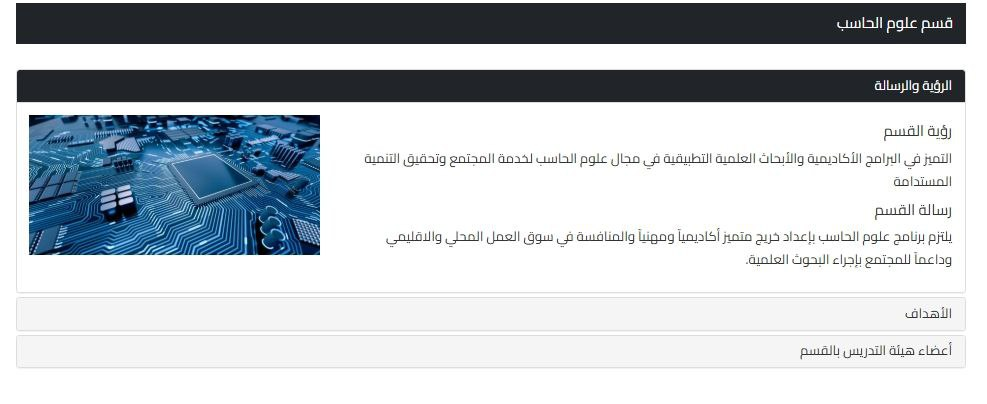 قسم علوم الحاسب
الرؤية والرسالة
رؤية القسم
التميز في البرامج الأكاديمية والأبحاث العلمية التطبيقية في مجال علوم الحاسب لخدمة المجتمع وتحقيق التنمية
المستدامة
رسالة القسم
يلتزم برنامج علوم الحاسب بإعداد خريج متميز أكاديمياً ومهنياً والمنافسة في سوق العمل المحلي والاقليمي
وداعماً للمجتمع بإجراء البحوث العلمية.
الأهداف
أعضاء هيئة التدريس بالقسم